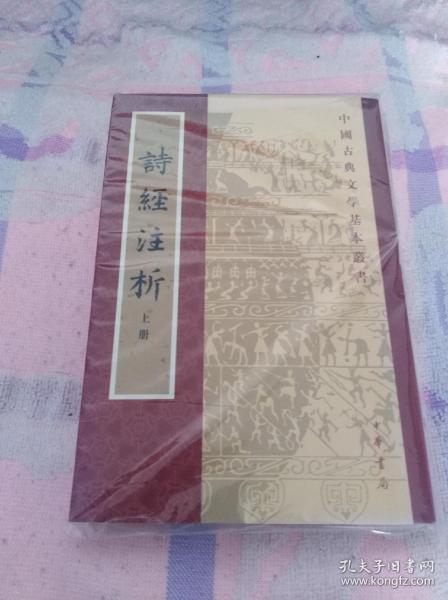 中國古典文學基本叢書
詩經注析
上册
中華書局
孔夫子旧书网
www.kongfz.com